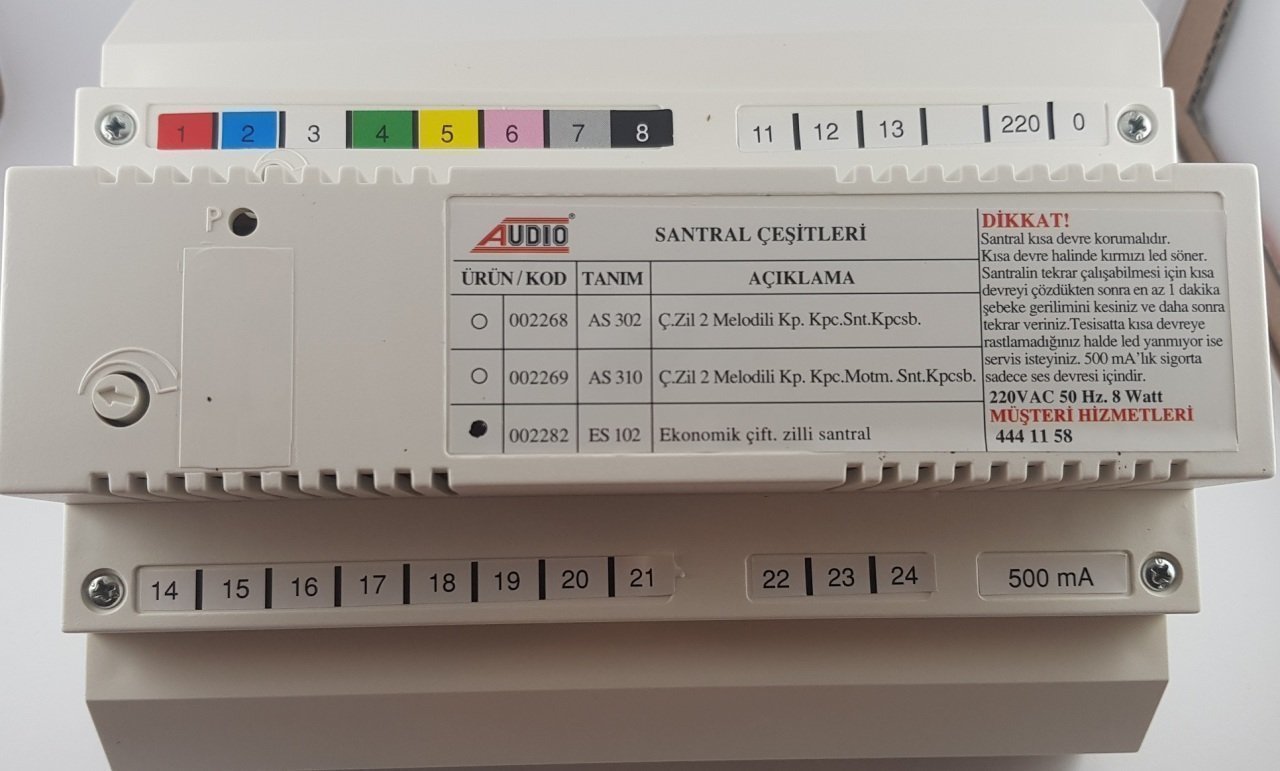 1 2 3 4 5 6 7 8 11 12 13 220 0
P
AUDIO® SANTRAL ÇEŞİTLERİ
ÜRÜN / KOD TANIM AÇIKLAMA
002268 AS 302 Ç.Zil 2 Melodili Kp. Kpc.Snt.Kpcsb.
002269 AS 310 Ç.Zil 2 Melodili Kp. Kpc.Motm. Snt.Kpcsb.
002282 ES 102 Ekonomik çift. zilli santral
DİKKAT!
Santral kısa devre korumalıdır.
Kısa devre halinde kırmızı led söner.
Santralin tekrar çalışabilmesi için kısa
devreyi çözdükten sonra en az 1 dakika
şebeke gerilimini kesiniz ve daha sonra
tekrar veriniz.Tesisatta kısa devreye
rastlamadığınız halde led yanmıyor ise
servis isteyiniz. 500 mA'lik sigorta
sadece ses devresi içindir.
220VAC 50 Hz. 8 Watt
MÜŞTERİ HİZMETLERİ
444 11 58
14 15 16 17 18 19 20 21 22 23 24 500 mA